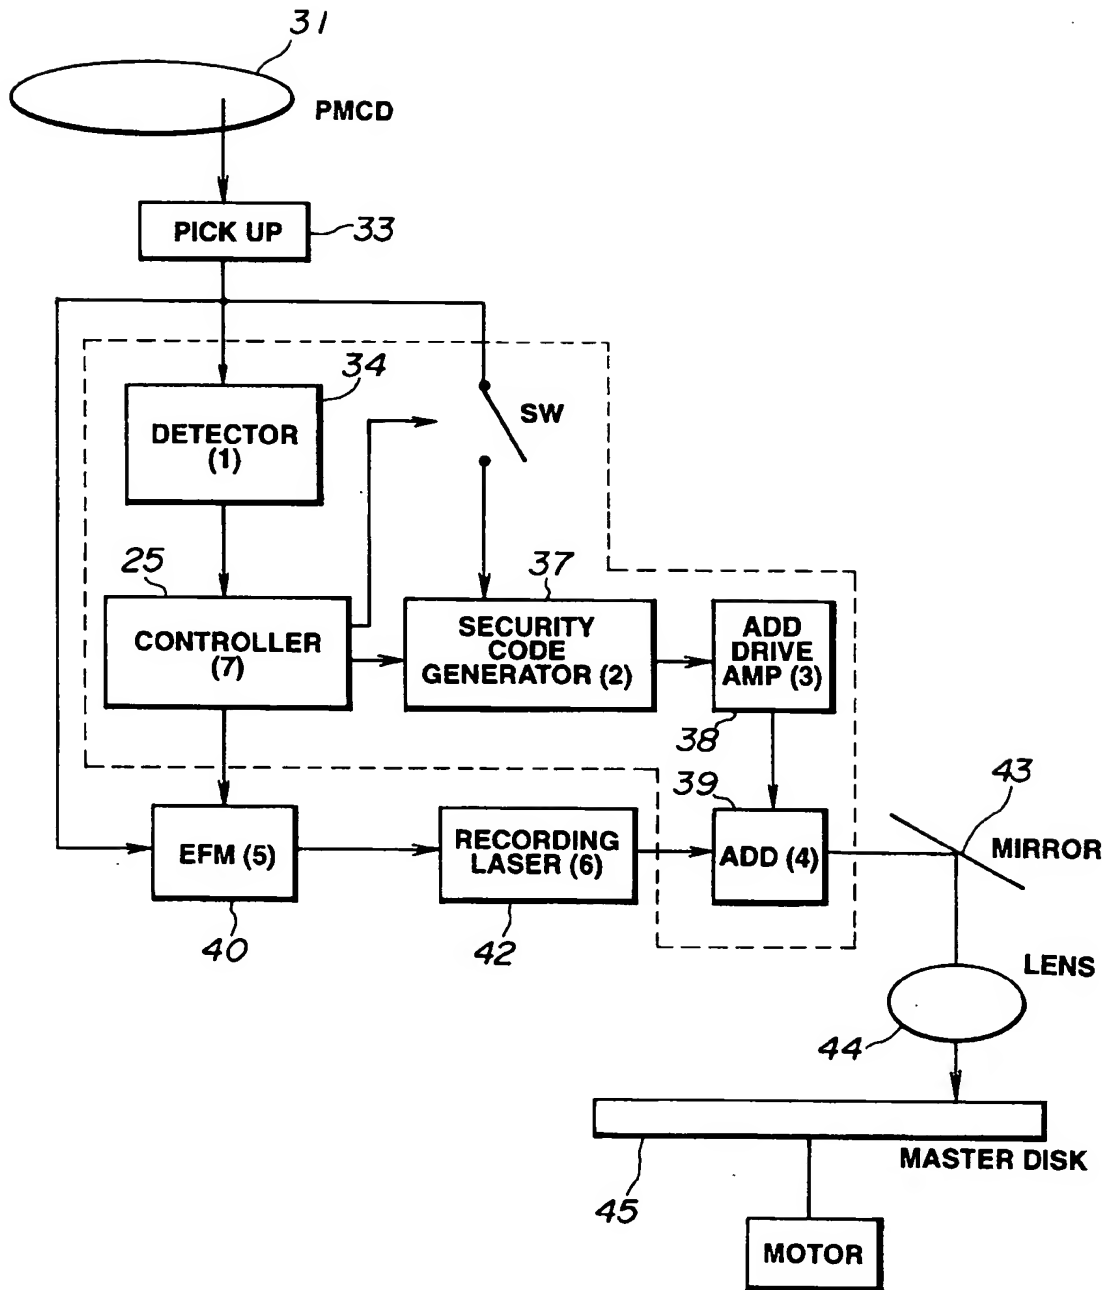 31
PMCD
PICK UP
33
34
DETECTOR
(1)
SW
25
CONTROLLER
(7)
37
SECURITY
CODE
GENERATOR (2)
ADD
DRIVE
AMP (3)
38
39
43
MIRROR
EFM (5)
RECORDING
LASER (6)
ADD (4)
40
42
LENS
44
MASTER DISK
45
MOTOR